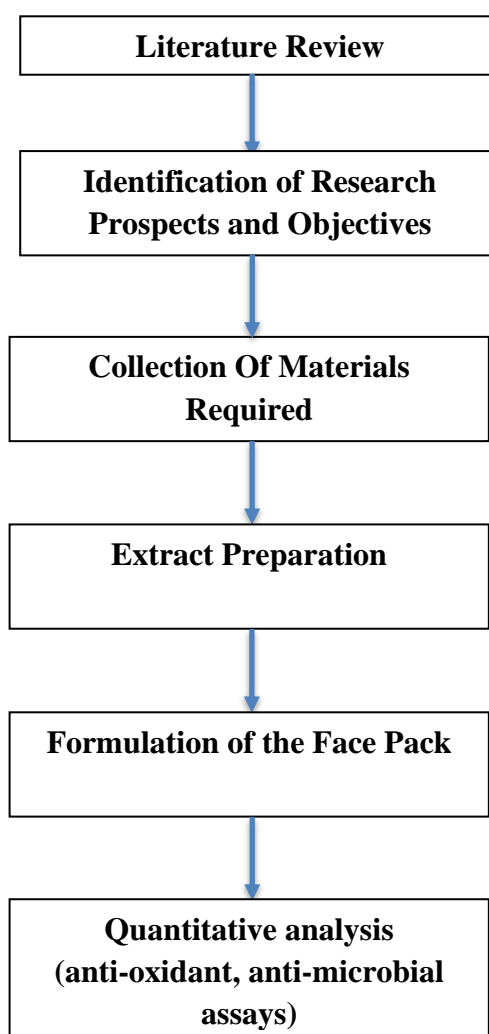 Literature Review
Identification of Research
Prospects and Objectives
Collection Of Materials
Required
Extract Preparation
Formulation of the Face Pack
Quantitative analysis
(anti-oxidant, anti-microbial
assays)